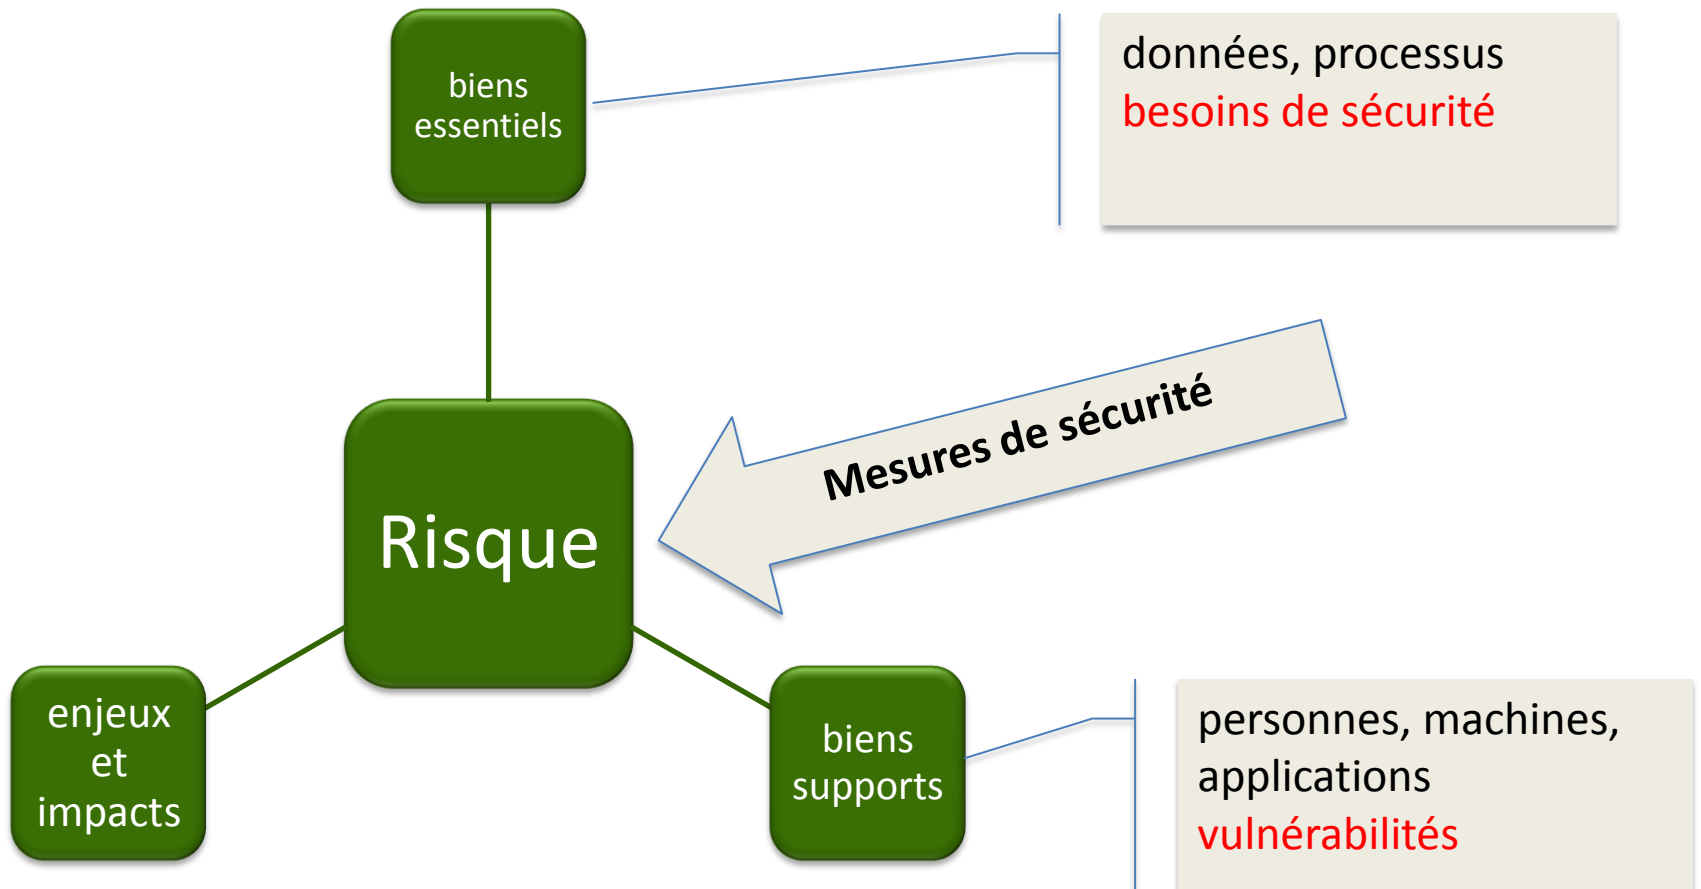 biens
essentiels
données, processus
besoins de sécurité
Mesures de sécurité
Risque
enjeux
et
impacts
biens
supports
personnes, machines,
applications
vulnérabilités